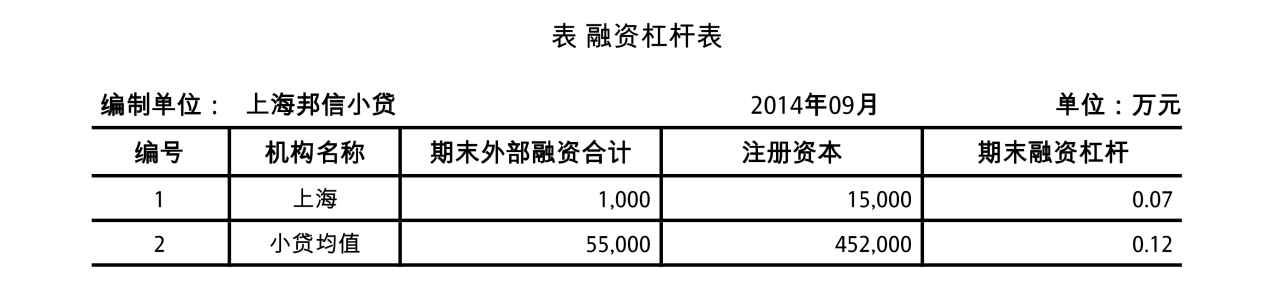 表 融资杠杆表
编制单位： 上海邦信小贷 2014年09月 单位：万元
编号 机构名称 期末外部融资合计 注册资本 期末融资杠杆
1 上海 1,000 15,000 0.07
2 小贷均值 55,000 452,000 0.12